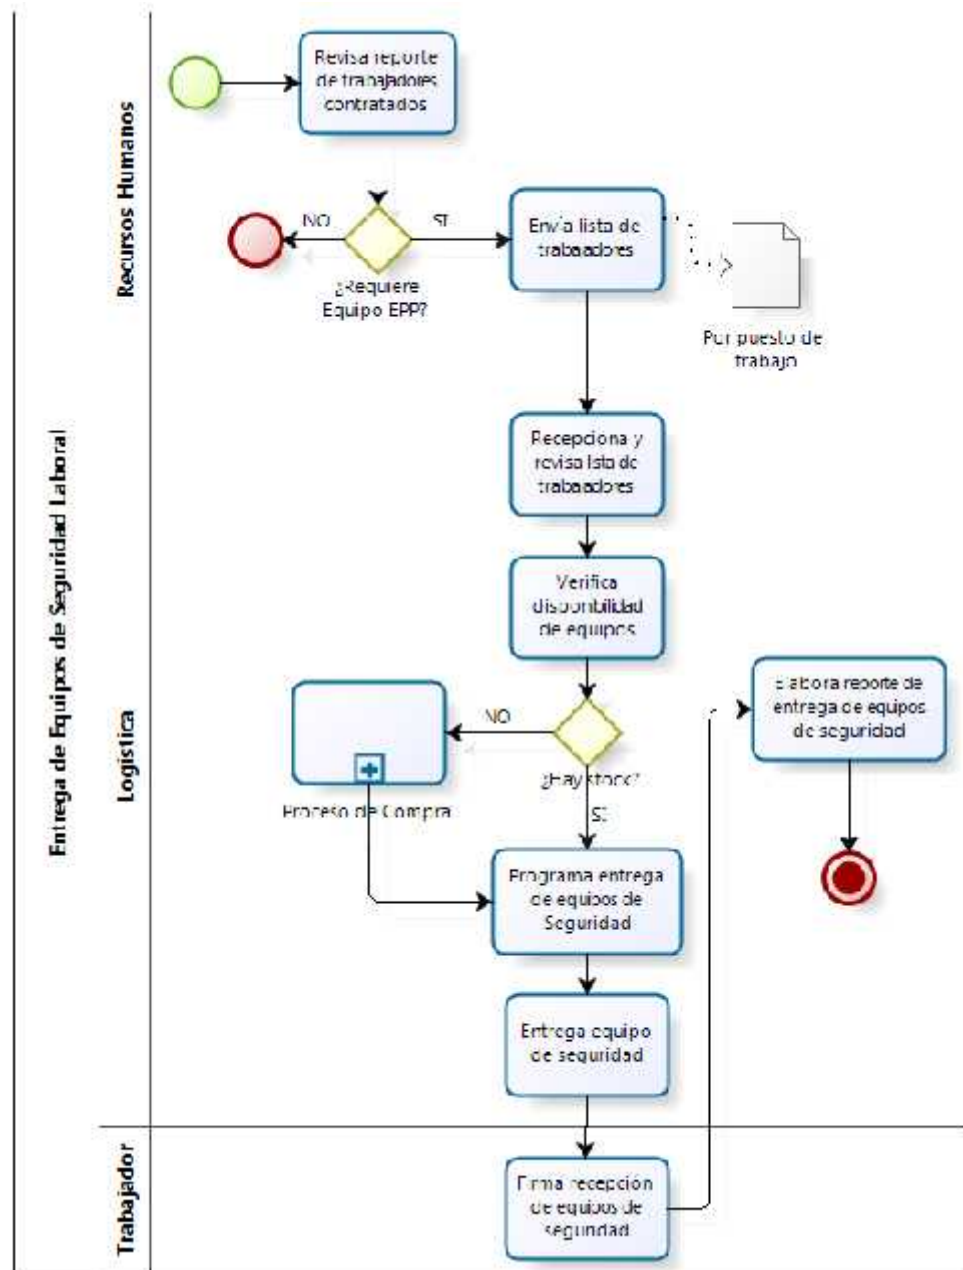 Entrega de Equipos de Seguridad Laboral
Recursos Humanos
Revisa reporte
de trabajadores
contratados
NO
SI
¿Requiere
Equipo EPP?
Envía lista de
trabajadores
Por puesto de
trabajo
Logística
Recepciona y
revisa lista de
trabajadores
Verifica
disponibilidad
de equipos
NO
¿Hay stock?
SI
Proceso de Compra
Elabora reporte de
entrega de equipos
de seguridad
Programa entrega
de equipos de
Seguridad
Entrega equipo
de seguridad
Trabajador
Firma recepción
de equipos de
seguridad